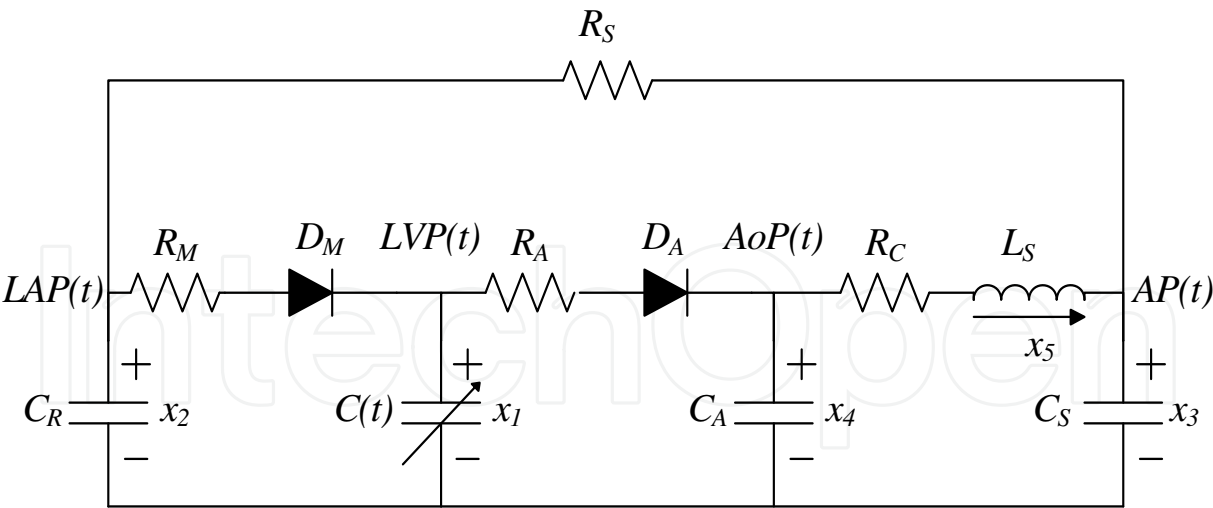 R_S
R_M D_M LVP(t) R_A D_A AoP(t) R_C L_S
LAP(t) AP(t)
x_5
+ + + +
C_R x_2 C(t) x_1 C_A x_4 C_S x_3
− − − −
IntechOpen